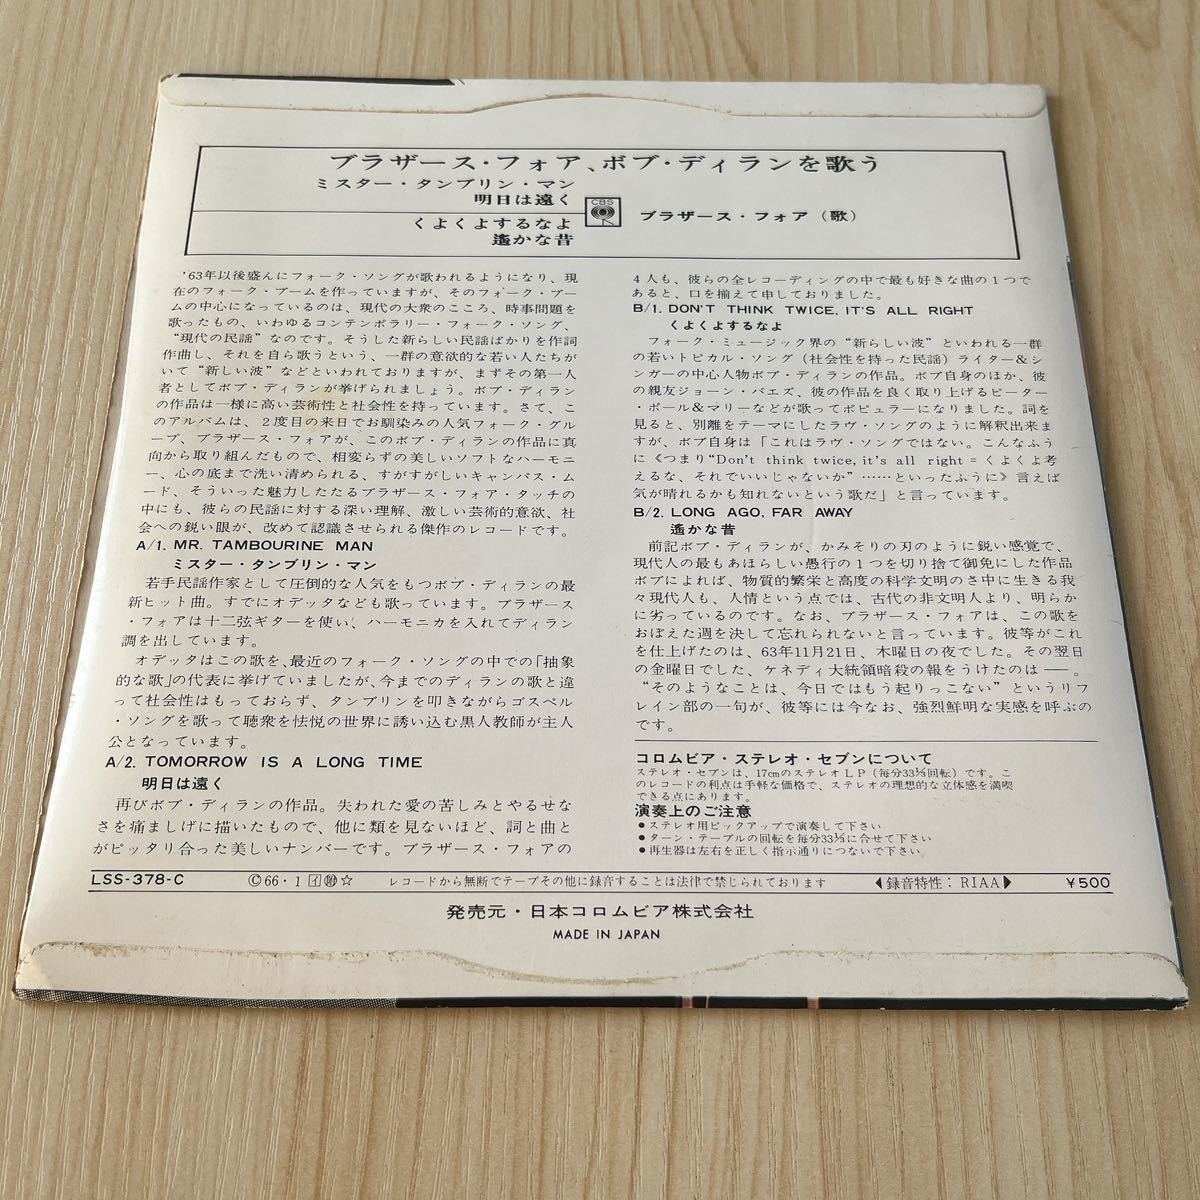 ブラザース・フォア、ボブ・ディランを歌う
ミスター・タンブリン・マン
明日は遠く
くよくよするなよ
遙かな昔
CBS
ブラザース・フォア（歌）
'63年以後盛んにフォーク・ソングが歌われるようになり、現
在のフォーク・ブームを作っていますが、そのフォーク・ブー
ムの中心になっているのは、現代の大衆のこころ、時事問題を
歌ったもの、いわゆるコンテンポラリー・フォーク・ソング、
“現代の民謡”なのです。そうした新らしい民謡ばかりを作詞
作曲し、それを自ら歌うという、一群の意欲的な若い人たちが
いて“新しい波”などといわれておりますが、まずその第一人
者としてボブ・ディランが挙げられましょう。ボブ・ディラン
の作品は一様に高い芸術性と社会性を持っています。さて、こ
のアルバムは、2度目の来日でお馴染みの人気フォーク・グル
ープ、ブラザース・フォアが、このボブ・ディランの作品に真
向から取り組んだもので、相変らずの美しいソフトなハーモニ
ー、心の底まで洗い清められる、すがすがしいキャンバス・ム
ード、そういった魅力したたるブラザース・フォア・タッチの
中にも、彼らの民謡に対する深い理解、激しい芸術的意欲、社
会への鋭い眼が、改めて認識させられる傑作のレコードです。
A/1. MR. TAMBOURINE MAN
ミスター・タンブリン・マン
若手民謡作家として圧倒的な人気をもつボブ・ディランの最
新ヒット曲。すでにオデッタなども歌っています。ブラザース
・フォアは十二弦ギターを使い、ハーモニカを入れてディラン
調を出しています。
オデッタはこの歌を、最近のフォーク・ソングの中での「抽象
的な歌」の代表に挙げていましたが、今までのディランの歌と違
って社会性はもっておらず、タンブリンを叩きながらゴスペル
・ソングを歌って聴衆を怯悦の世界に誘い込む黒人教師が主人
公となっています。
A/2. TOMORROW IS A LONG TIME
明日は遠く
再びボブ・ディランの作品。失われた愛の苦しみとやるせな
さを痛ましげに描いたもので、他に類を見ないほど、詞と曲と
がピッタリ合った美しいナンバーです。ブラザース・フォアの
4人も、彼らの全レコーディングの中で最も好きな曲の1つで
あると、口を揃えて申しておりました。
B/1. DON'T THINK TWICE, IT'S ALL RIGHT
くよくよするなよ
フォーク・ミュージック界の“新らしい波”といわれる一群
の若いトピカル・ソング（社会性を持った民謡）ライター&シ
ンガーの中心人物ボブ・ディランの作品。ボブ自身のほか、彼
の親友ジョーン・バエズ、彼の作品を良く取り上げるピーター
・ポール&マリーなどが歌ってポピュラーになりました。詞を
見ると、別離をテーマにしたラヴ・ソングのように解釈出来ま
すが、ボブ自身は「これはラヴ・ソングではない。こんなふう
に《つまり“Don't think twice, it's all right＝くよくよ考
えるな、それでいいじゃないか”……といったふうに》言えば
気が晴れるかも知れないという歌だ」と言っています。
B/2. LONG AGO, FAR AWAY
遙かな昔
前記ボブ・ディランが、かみそりの刃のように鋭い感覚で、
現代人の最もあほらしい愚行の1つを切り捨て御免にした作品
ボブによれば、物質的繁栄と高度の科学文明のさ中に生きる我
々現代人も、人情という点では、古代の非文明人より、明らか
に劣っているのです。なお、ブラザース・フォアは、この歌を
おぼえた週を決して忘れられないと言っています。彼等がこれ
を仕上げたのは、63年11月21日、木曜日の夜でした。その翌日
の金曜日でした、ケネディ大統領暗殺の報をうけたのは―。
“そのようなことは、今日ではもう起りっこない”というリフ
レイン部の一句が、彼等には今なお、強烈鮮明な実感を呼ぶの
です。
コロムビア・ステレオ・セブンについて
ステレオ・セブンは、17cmのステレオLP（毎分33⅓回転）です。こ
のレコードの利点は手軽な価格で、ステレオの理想的な立体感を満喫
できる点にあります。
演奏上のご注意
●ステレオ用ピックアップで演奏して下さい
●ターン・テーブルの回転を毎分33⅓に合せて下さい
●再生器は左右を正しく指示通りにつないで下さい。
LSS-378-C ©66・1 イ ☆ レコードから無断でテープその他に録音することは法律で禁じられております ◀録音特性：RIAA▶ ¥500
発売元・日本コロムビア株式会社
MADE IN JAPAN